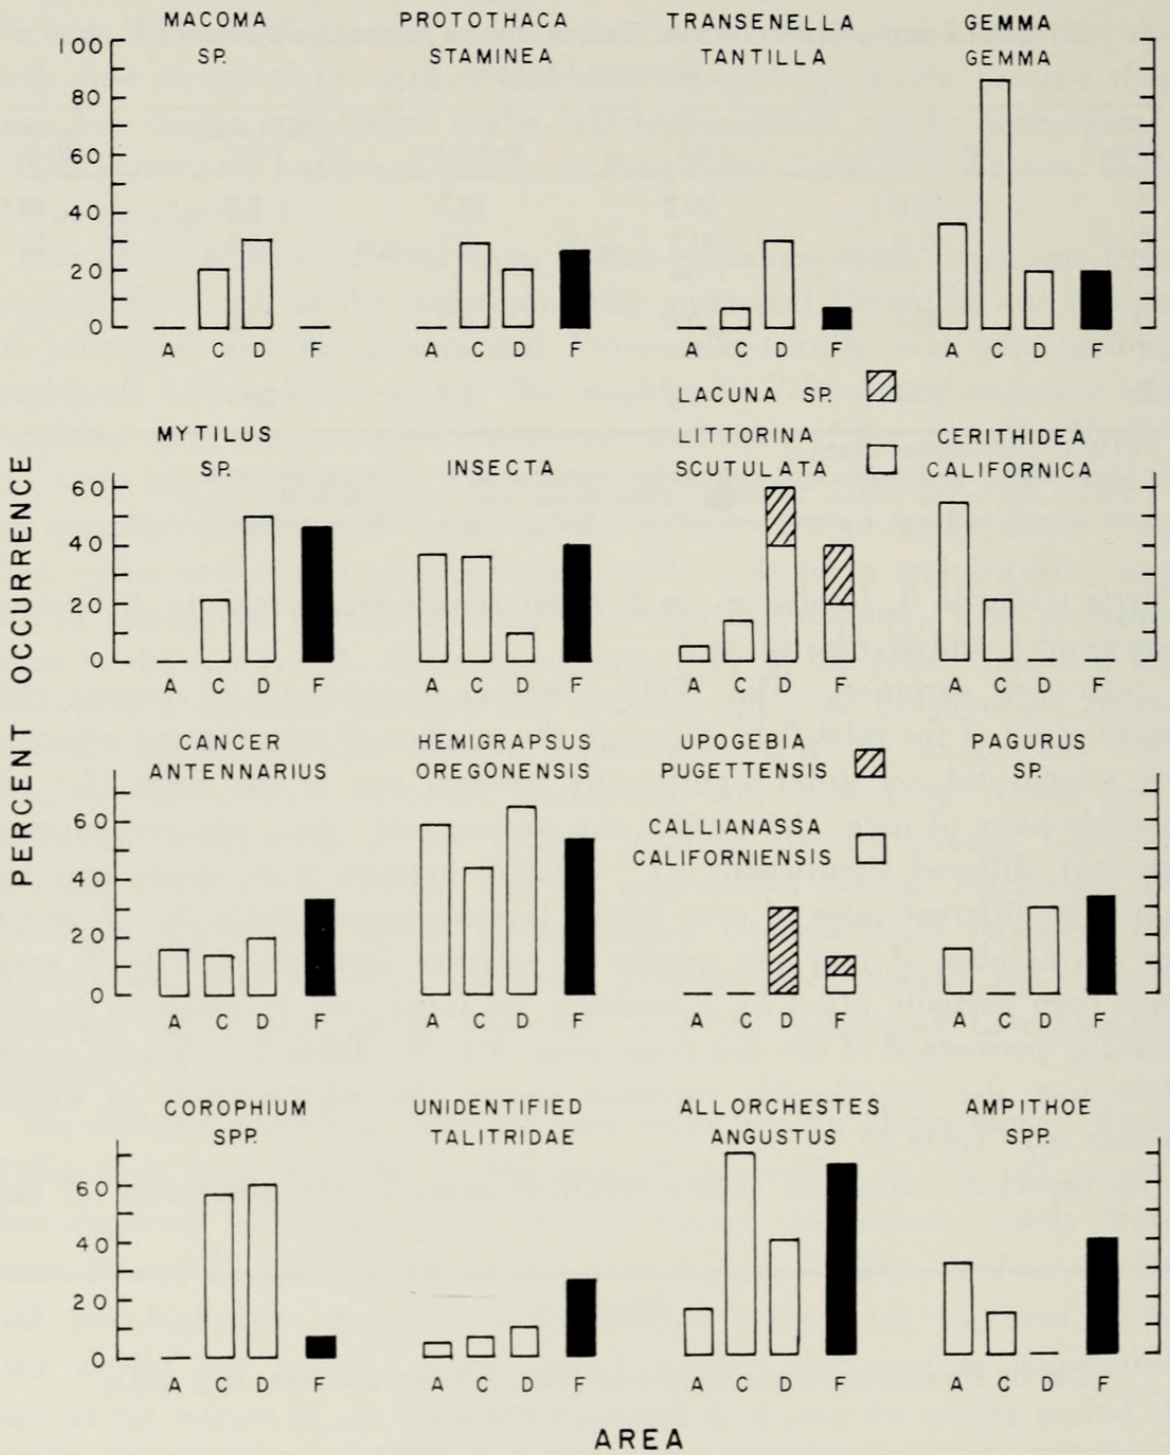 MACOMA SP.
PROTOTHACA STAMINEA
TRANSENELLA TANTILLA
GEMMA GEMMA
100
80
60
40
20
0
A C D F
A C D F
A C D F
A C D F
LACUNA SP.
MYTILUS SP.
INSECTA
LITTORINA SCUTULATA
CERITHIDEA CALIFORNICA
60
40
20
0
A C D F
A C D F
A C D F
A C D F
PERCENT OCCURRENCE
CANCER ANTENNARIUS
HEMIGRAPSUS OREGONENSIS
UPOGEBIA PUGETTENSIS
PAGURUS SP.
CALLIANASSA CALIFORNIENSIS
60
40
20
0
A C D F
A C D F
A C D F
A C D F
COROPHIUM SPP.
UNIDENTIFIED TALITRIDAE
ALLORCHESTES ANGUSTUS
AMPITHOE SPP.
60
40
20
0
A C D F
A C D F
A C D F
A C D F
AREA